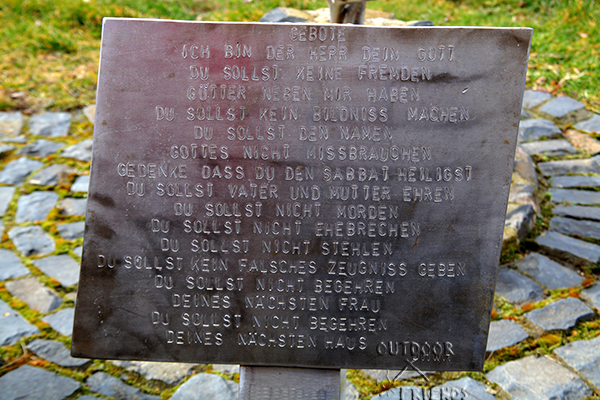 GEBOTE
ICH BIN DER HERR DEIN GOTT
DU SOLLST KEINE FREMDEN
GÖTTER NEBEN MIR HABEN
DU SOLLST KEIN BILDNISS MACHEN
DU SOLLST DEN NAMEN
GOTTES NICHT MISSBRAUCHEN
GEDENKE DASS DU DEN SABBAT HEILIGST
DU SOLLST VATER UND MUTTER EHREN
DU SOLLST NICHT MORDEN
DU SOLLST NICHT EHEBRECHEN
DU SOLLST NICHT STEHLEN
DU SOLLST KEIN FALSCHES ZEUGNISS GEBEN
DU SOLLST NICHT BEGEHREN
DEINES NÄCHSTEN FRAU
DU SOLLST NICHT BEGEHREN
DEINES NÄCHSTEN HAUS
OUTDOOR
FRIENDS